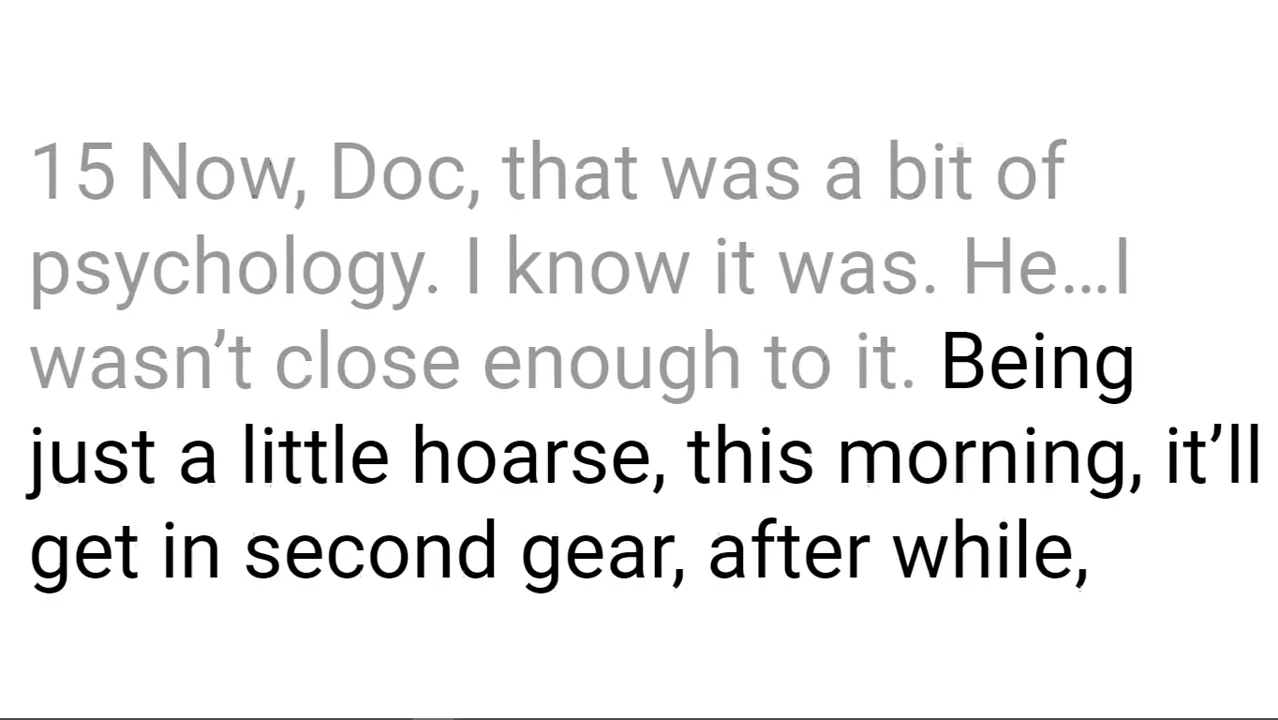 15 Now, Doc, that was a bit of
psychology. I know it was. He…I
wasn’t close enough to it. Being
just a little hoarse, this morning, it’ll
get in second gear, after while,